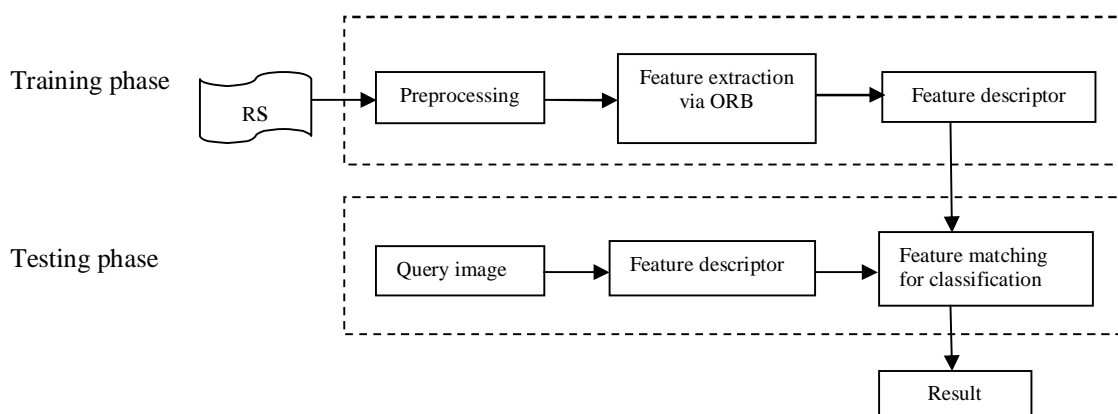 Training phase
RS
Preprocessing
Feature extraction
via ORB
Feature descriptor
Testing phase
Query image
Feature descriptor
Feature matching
for classification
Result